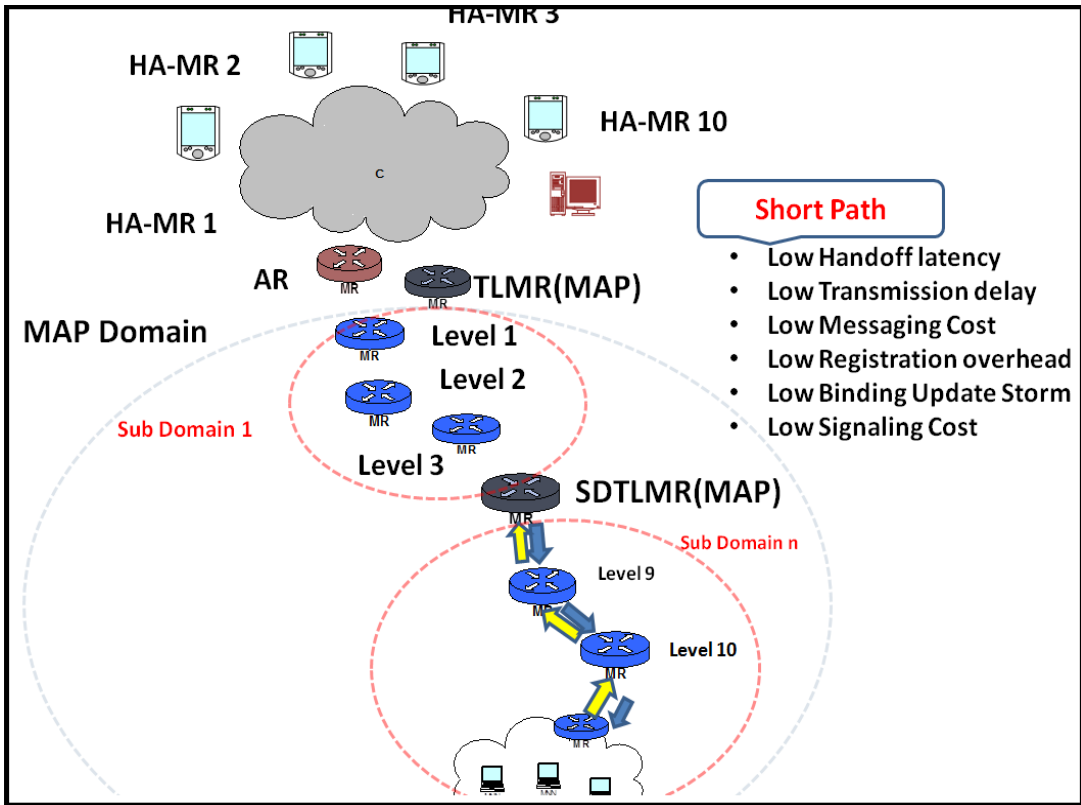 HA-MR 3
HA-MR 2
HA-MR 10
C
HA-MR 1
Short Path
AR
MR
TLMR(MAP)
MR
• Low Handoff latency
• Low Transmission delay
• Low Messaging Cost
• Low Registration overhead
• Low Binding Update Storm
• Low Signaling Cost
MAP Domain
Level 1
MR
Level 2
Sub Domain 1
MR
MR
Level 3
SDTLMR(MAP)
MR
Sub Domain n
Level 9
MR
Level 10
MR
MR